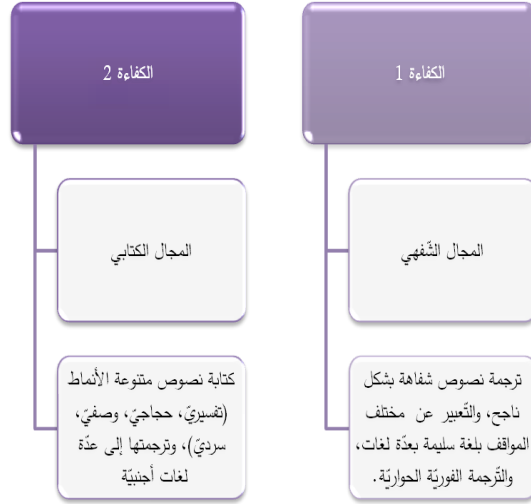 الكفاءة 1
المجال الشّفهي
ترجمة نصوص شفاهة بشكل
ناجح، والتّعبير عن مختلف
المواقف بلغة سليمة بعدّة لغات،
والتّرجمة الفوريّة الحواريّة.
الكفاءة 2
المجال الكتابي
كتابة نصوص متنوعة الأنماط
(تفسيريّ، حجاجيّ، وصفيّ،
سرديّ)، وترجمتها إلى عدّة
لغات أجنبيّة